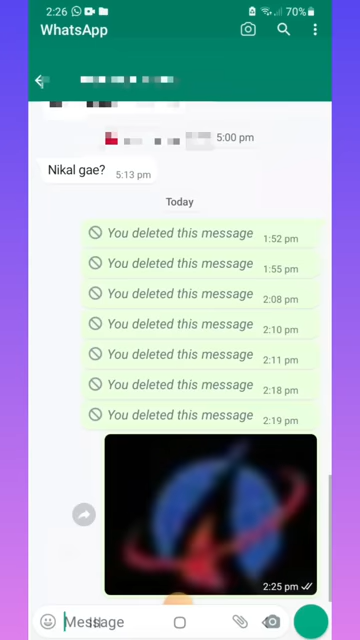 2:26 70%
WhatsApp
5:00 pm
Nikal gae?
5:13 pm
Today
You deleted this message 1:52 pm
You deleted this message 1:55 pm
You deleted this message 2:08 pm
You deleted this message 2:10 pm
You deleted this message 2:11 pm
You deleted this message 2:18 pm
You deleted this message 2:19 pm
2:25 pm
Message